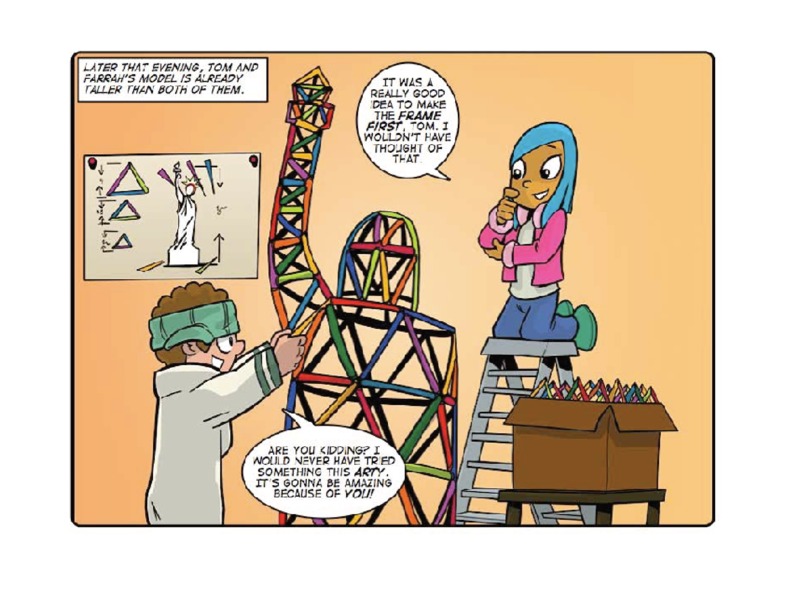 LATER THAT EVENING, TOM AND
FARRAH'S MODEL IS ALREADY
TALLER THAN BOTH OF THEM.
IT WAS A
REALLY GOOD
IDEA TO MAKE
THE FRAME
FIRST, TOM. I
WOULDN'T HAVE
THOUGHT OF
THAT.
ARE YOU KIDDING? I
WOULD NEVER HAVE TRIED
SOMETHING THIS ARTY.
IT'S GONNA BE AMAZING
BECAUSE OF YOU!